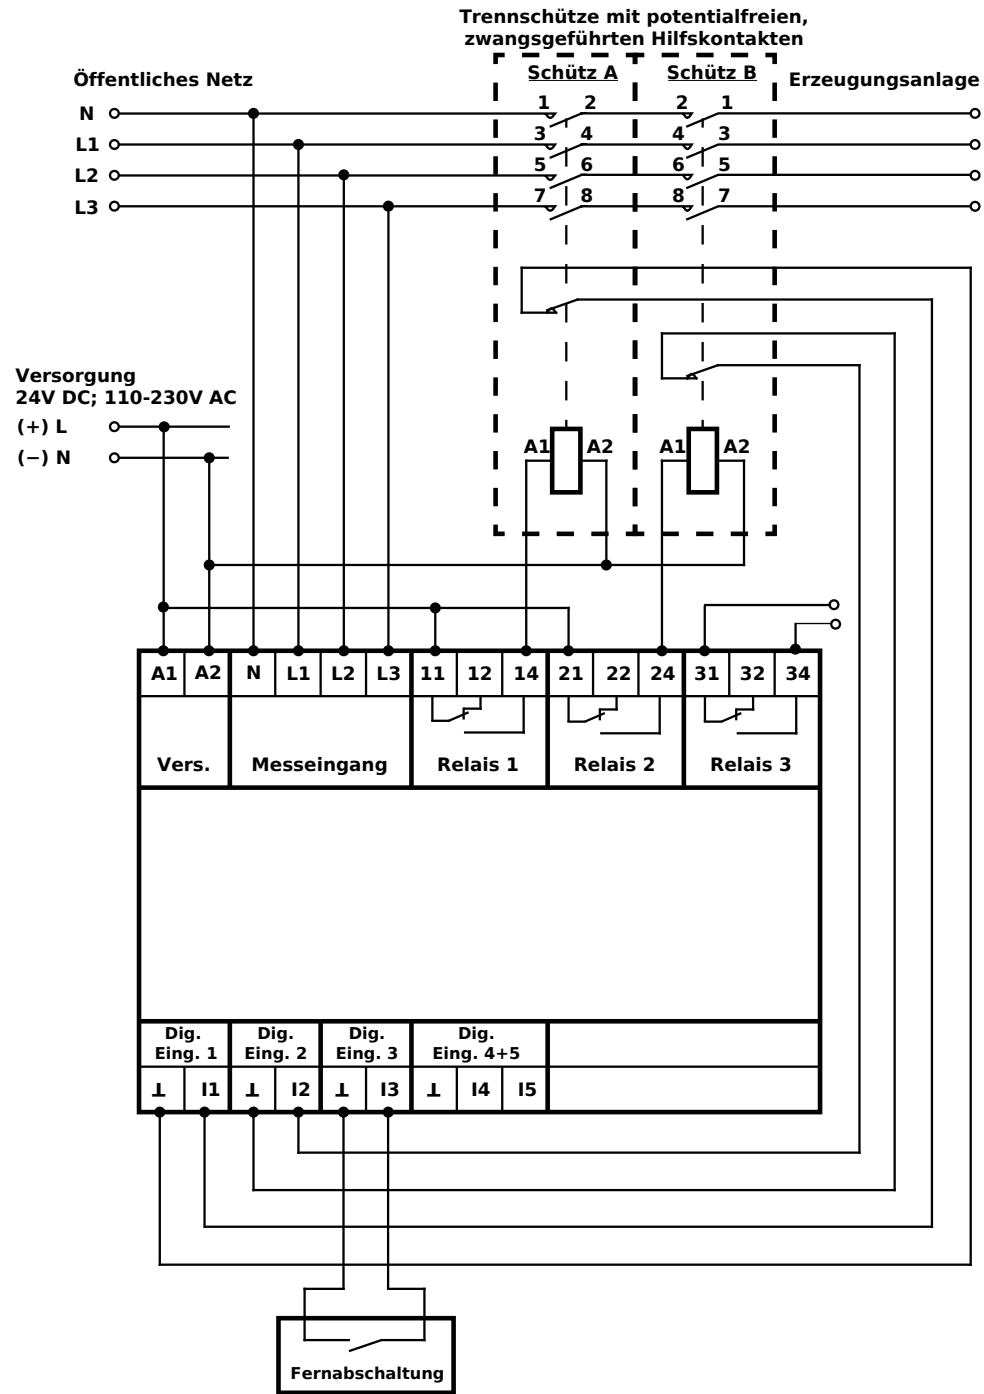 Trennschütze mit potentialfreien,
zwangsgeführten Hilfskontakten
Öffentliches Netz
Schütz A
Schütz B
Erzeugungsanlage
N
1 2 2 1
L1
3 4 4 3
L2
5 6 6 5
L3
7 8 8 7
Versorgung
24V DC; 110-230V AC
(+) L
(−) N
A1 A2 A1 A2
A1 A2 N L1 L2 L3 11 12 14 21 22 24 31 32 34
Vers. Messeingang Relais 1 Relais 2 Relais 3
Dig.
Eing. 1
Dig.
Eing. 2
Dig.
Eing. 3
Dig.
Eing. 4+5
⊥ I1 ⊥ I2 ⊥ I3 ⊥ I4 I5
Fernabschaltung